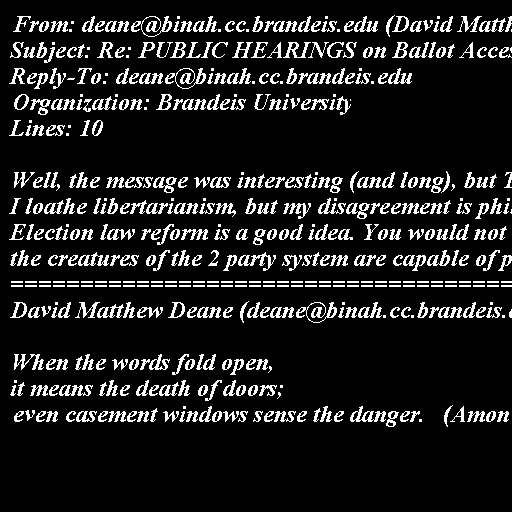 From: deane@binah.cc.brandeis.edu (David Matth
Subject: Re: PUBLIC HEARINGS on Ballot Acces
Reply-To: deane@binah.cc.brandeis.edu
Organization: Brandeis University
Lines: 10

Well, the message was interesting (and long), but T
I loathe libertarianism, but my disagreement is phil
Election law reform is a good idea. You would not
the creatures of the 2 party system are capable of p
==========================================
David Matthew Deane (deane@binah.cc.brandeis.e

When the words fold open,
it means the death of doors;
even casement windows sense the danger. (Amon